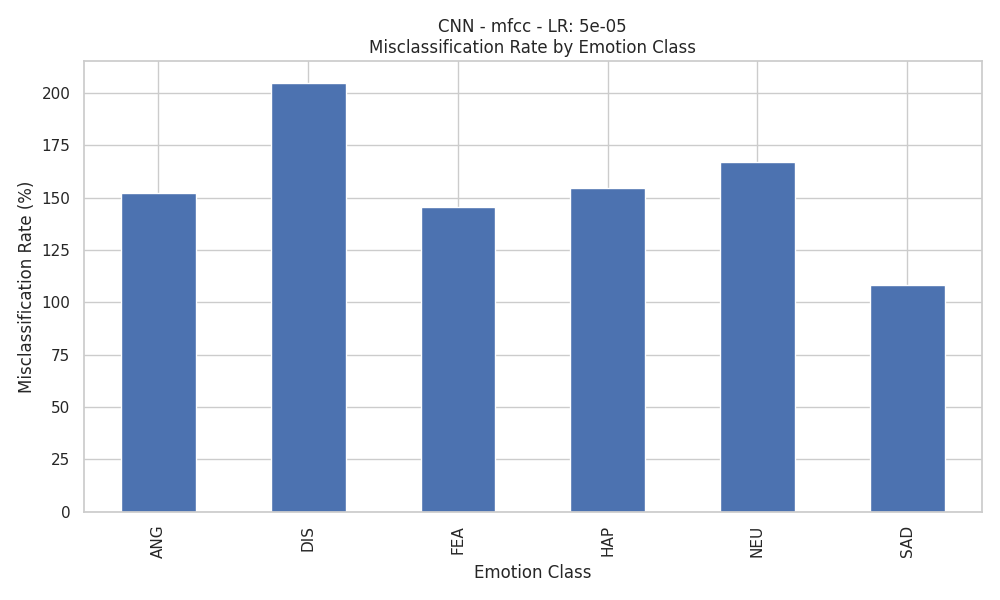 CNN - mfcc - LR: 5e-05
Misclassification Rate by Emotion Class
Misclassification Rate (%)
200
175
150
125
100
75
50
25
0
ANG
DIS
FEA
HAP
NEU
SAD
Emotion Class